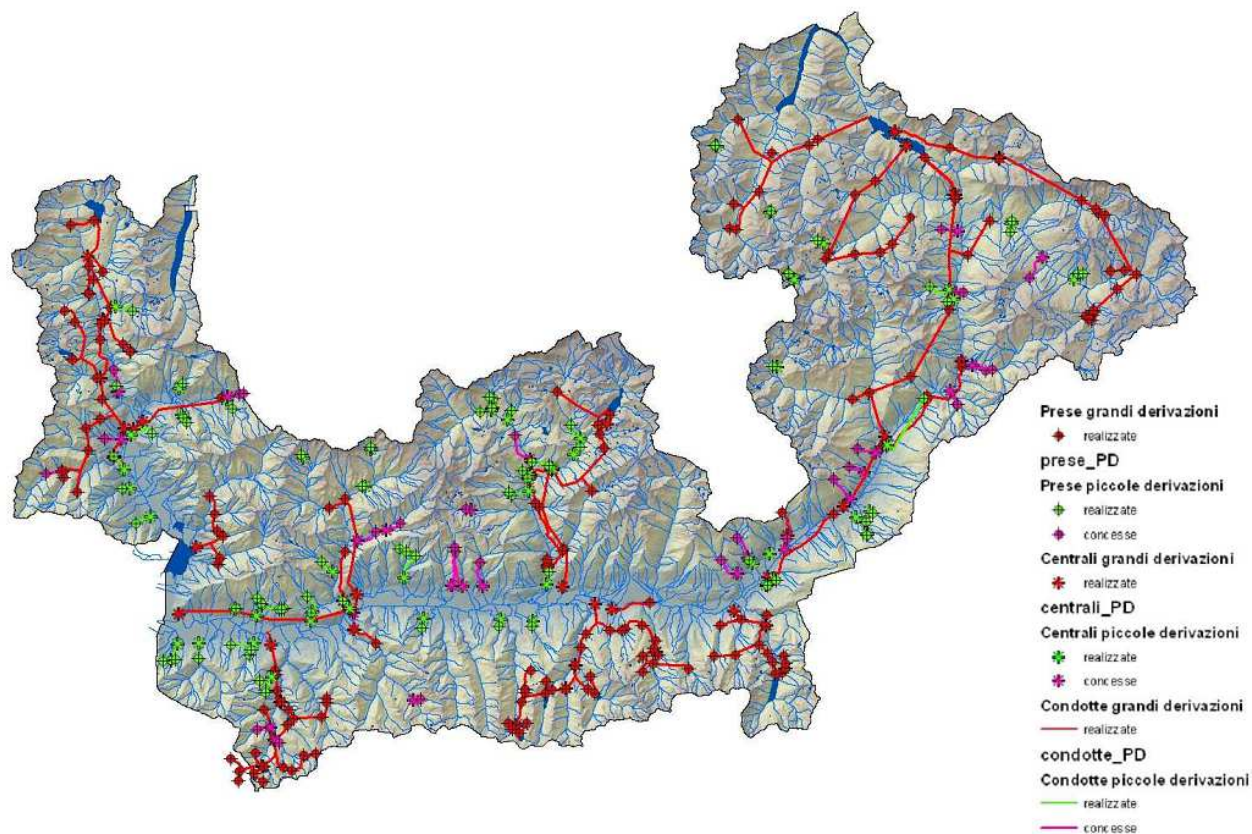 Prese grandi derivazioni
realizzate
prese_PD
Prese piccole derivazioni
realizzate
concesse
Centrali grandi derivazioni
realizzate
centrali_PD
Centrali piccole derivazioni
realizzate
concesse
Condotte grandi derivazioni
realizzate
condotte_PD
Condotte piccole derivazioni
realizzate
concesse